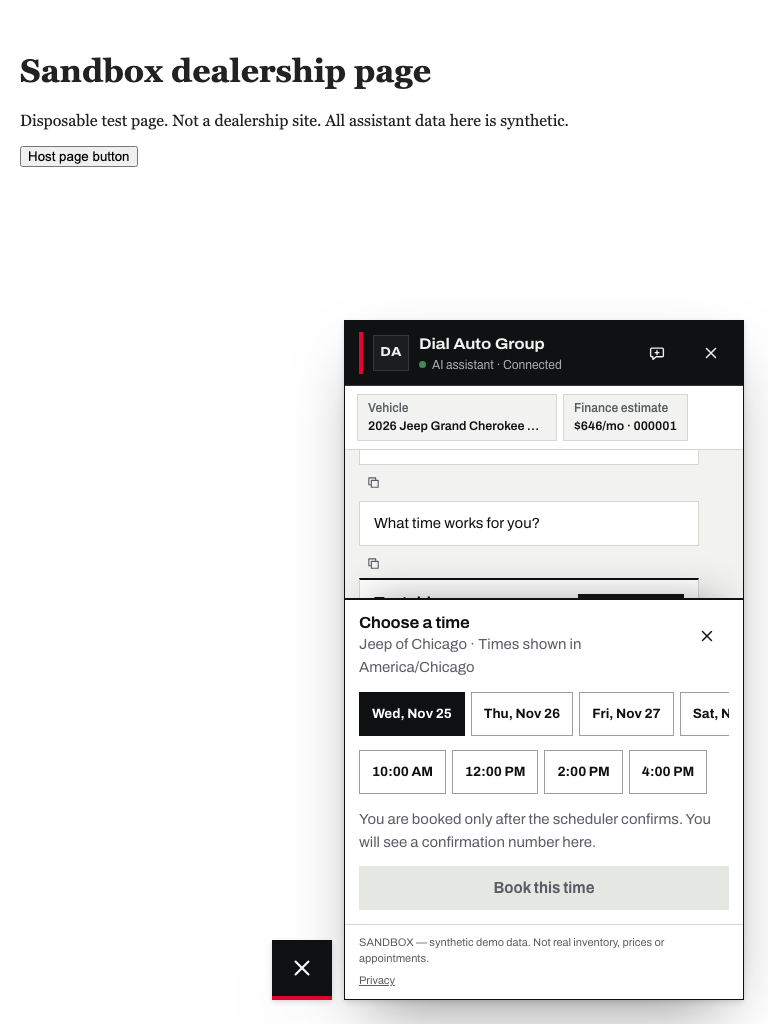 Sandbox dealership page
Disposable test page. Not a dealership site. All assistant data here is synthetic.
Host page button
DA
Dial Auto Group
AI assistant · Connected
Vehicle
2026 Jeep Grand Cherokee ...
Finance estimate
$646/mo · 000001
What time works for you?
Choose a time
Jeep of Chicago · Times shown in
America/Chicago
Wed, Nov 25
Thu, Nov 26
Fri, Nov 27
Sat, N
10:00 AM
12:00 PM
2:00 PM
4:00 PM
You are booked only after the scheduler confirms. You
will see a confirmation number here.
Book this time
SANDBOX — synthetic demo data. Not real inventory, prices or
appointments.
Privacy